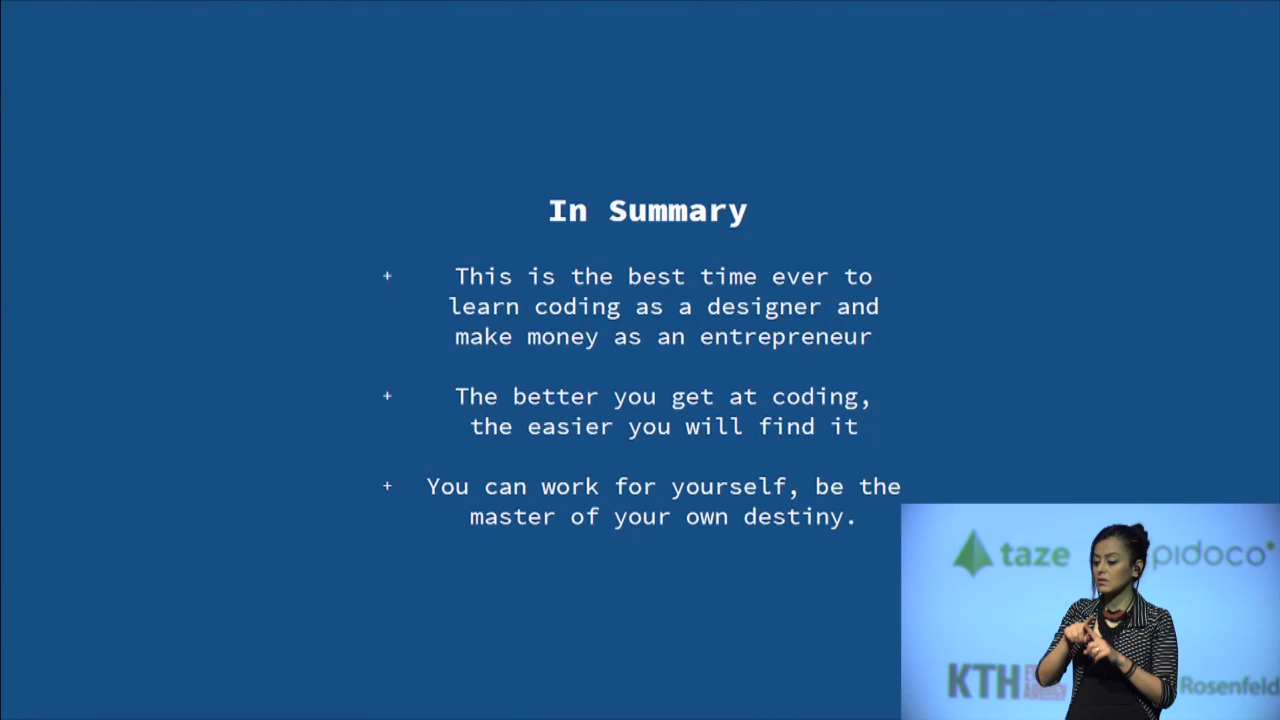 In Summary
+ This is the best time ever to
learn coding as a designer and
make money as an entrepreneur
+ The better you get at coding,
the easier you will find it
+ You can work for yourself, be the
master of your own destiny.
taze pidoco
KTH
Rosenfeld